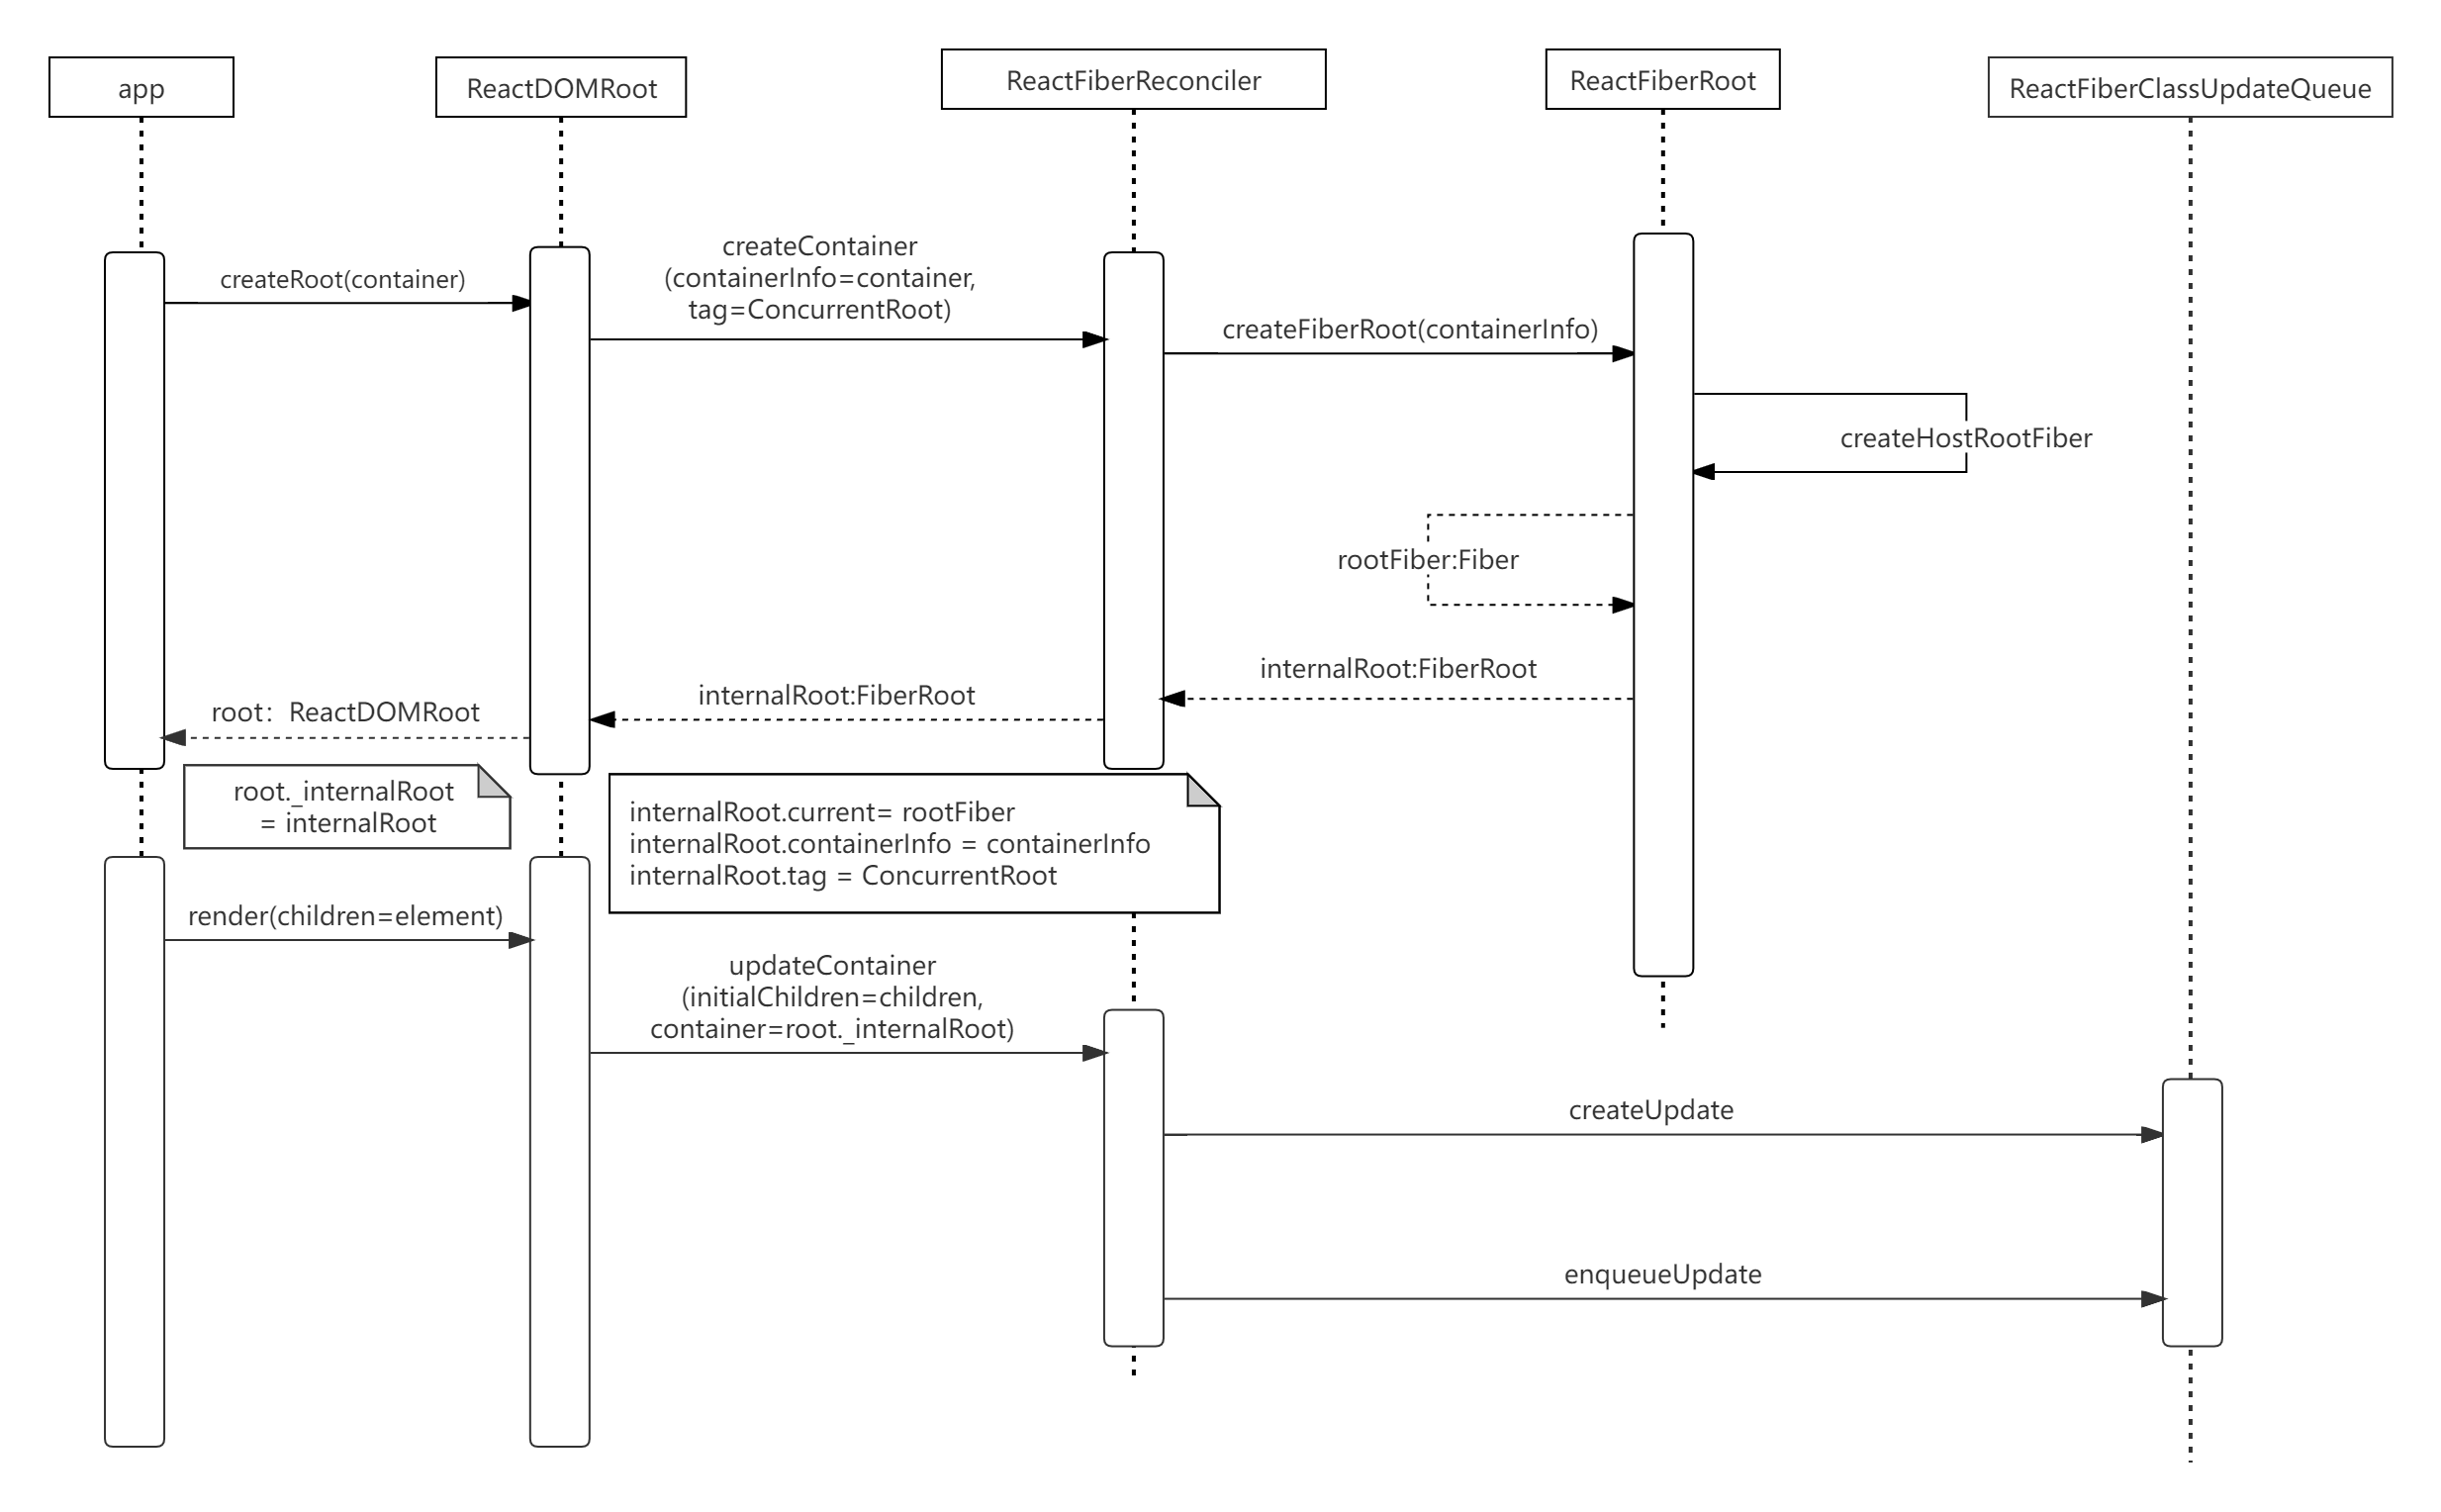 app
ReactDOMRoot
ReactFiberReconciler
ReactFiberRoot
ReactFiberClassUpdateQueue
createRoot(container)
createContainer
(containerInfo=container,
tag=ConcurrentRoot)
createFiberRoot(containerInfo)
createHostRootFiber
rootFiber:Fiber
internalRoot:FiberRoot
internalRoot:FiberRoot
root：ReactDOMRoot
root._internalRoot
= internalRoot
internalRoot.current= rootFiber
internalRoot.containerInfo = containerInfo
internalRoot.tag = ConcurrentRoot
render(children=element)
updateContainer
(initialChildren=children,
container=root._internalRoot)
createUpdate
enqueueUpdate